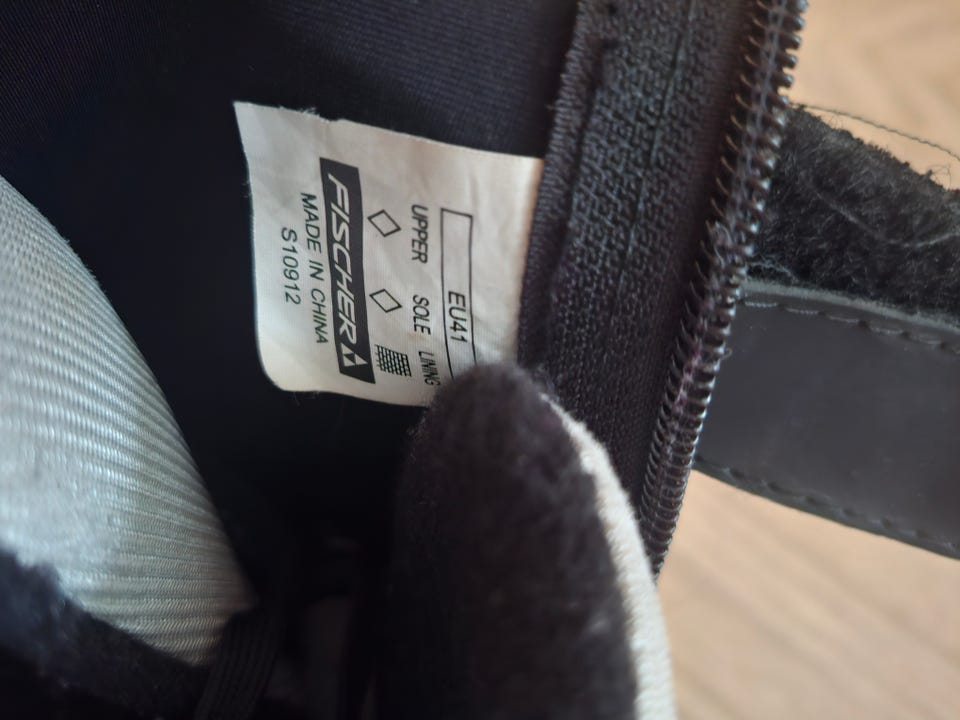 EU41
UPPER SOLE LINING
FISCHER
MADE IN CHINA
S10912